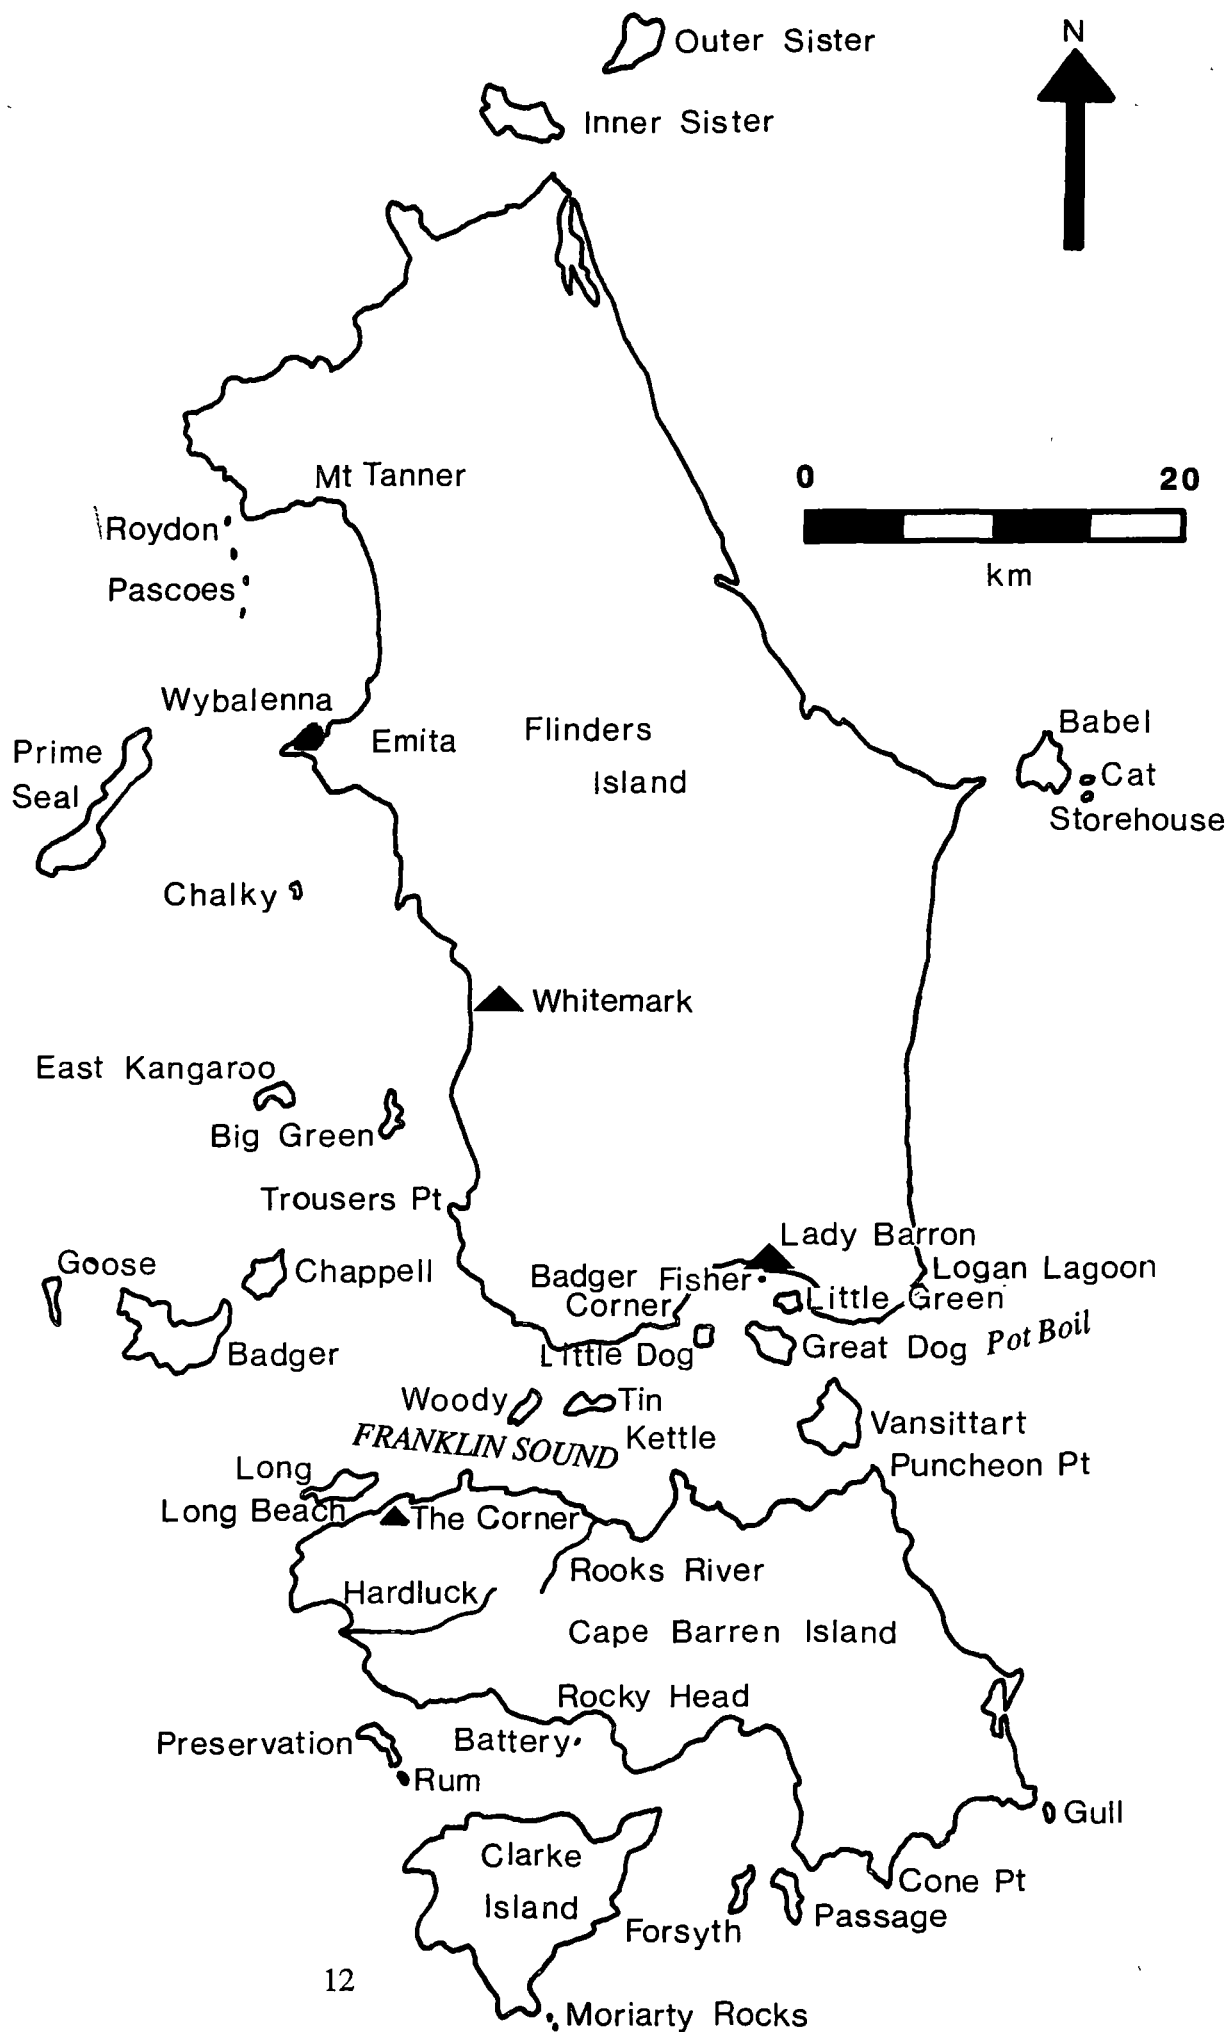 Outer Sister
N
Inner Sister
Mt Tanner
0 20
km
Roydon
Pascoes
Wybalenna
Emita
Flinders
Island
Prime
Seal
Babel
Cat
Storehouse
Chalky
Whitemark
East Kangaroo
Big Green
Trousers Pt
Lady Barron
Goose
Chappell
Badger
Badger
Corner
Fisher
Logan Lagoon
Little Green
Little Dog
Great Dog
Pot Boil
Woody
Tin
Kettle
Vansittart
FRANKLIN SOUND
Puncheon Pt
Long
Long Beach
The Corner
Rooks River
Hardluck
Cape Barren Island
Rocky Head
Preservation
Battery
Rum
Gull
Clarke
Island
Cone Pt
Forsyth
Passage
12
Moriarty Rocks